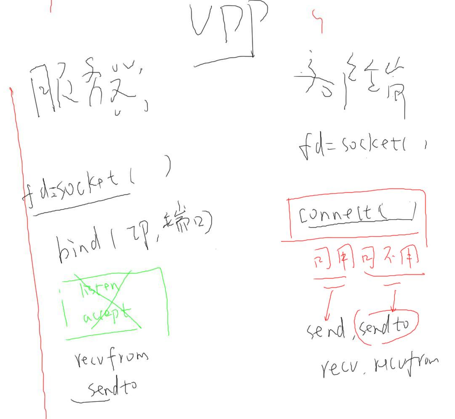 UDP
服务器
fd=socket( )
bind(IP,端口)
listen
accept
recvfrom
sendto
客户端
fd=socket( )
connect( )
可用 可不用
send, sendto
recv. recvfrom